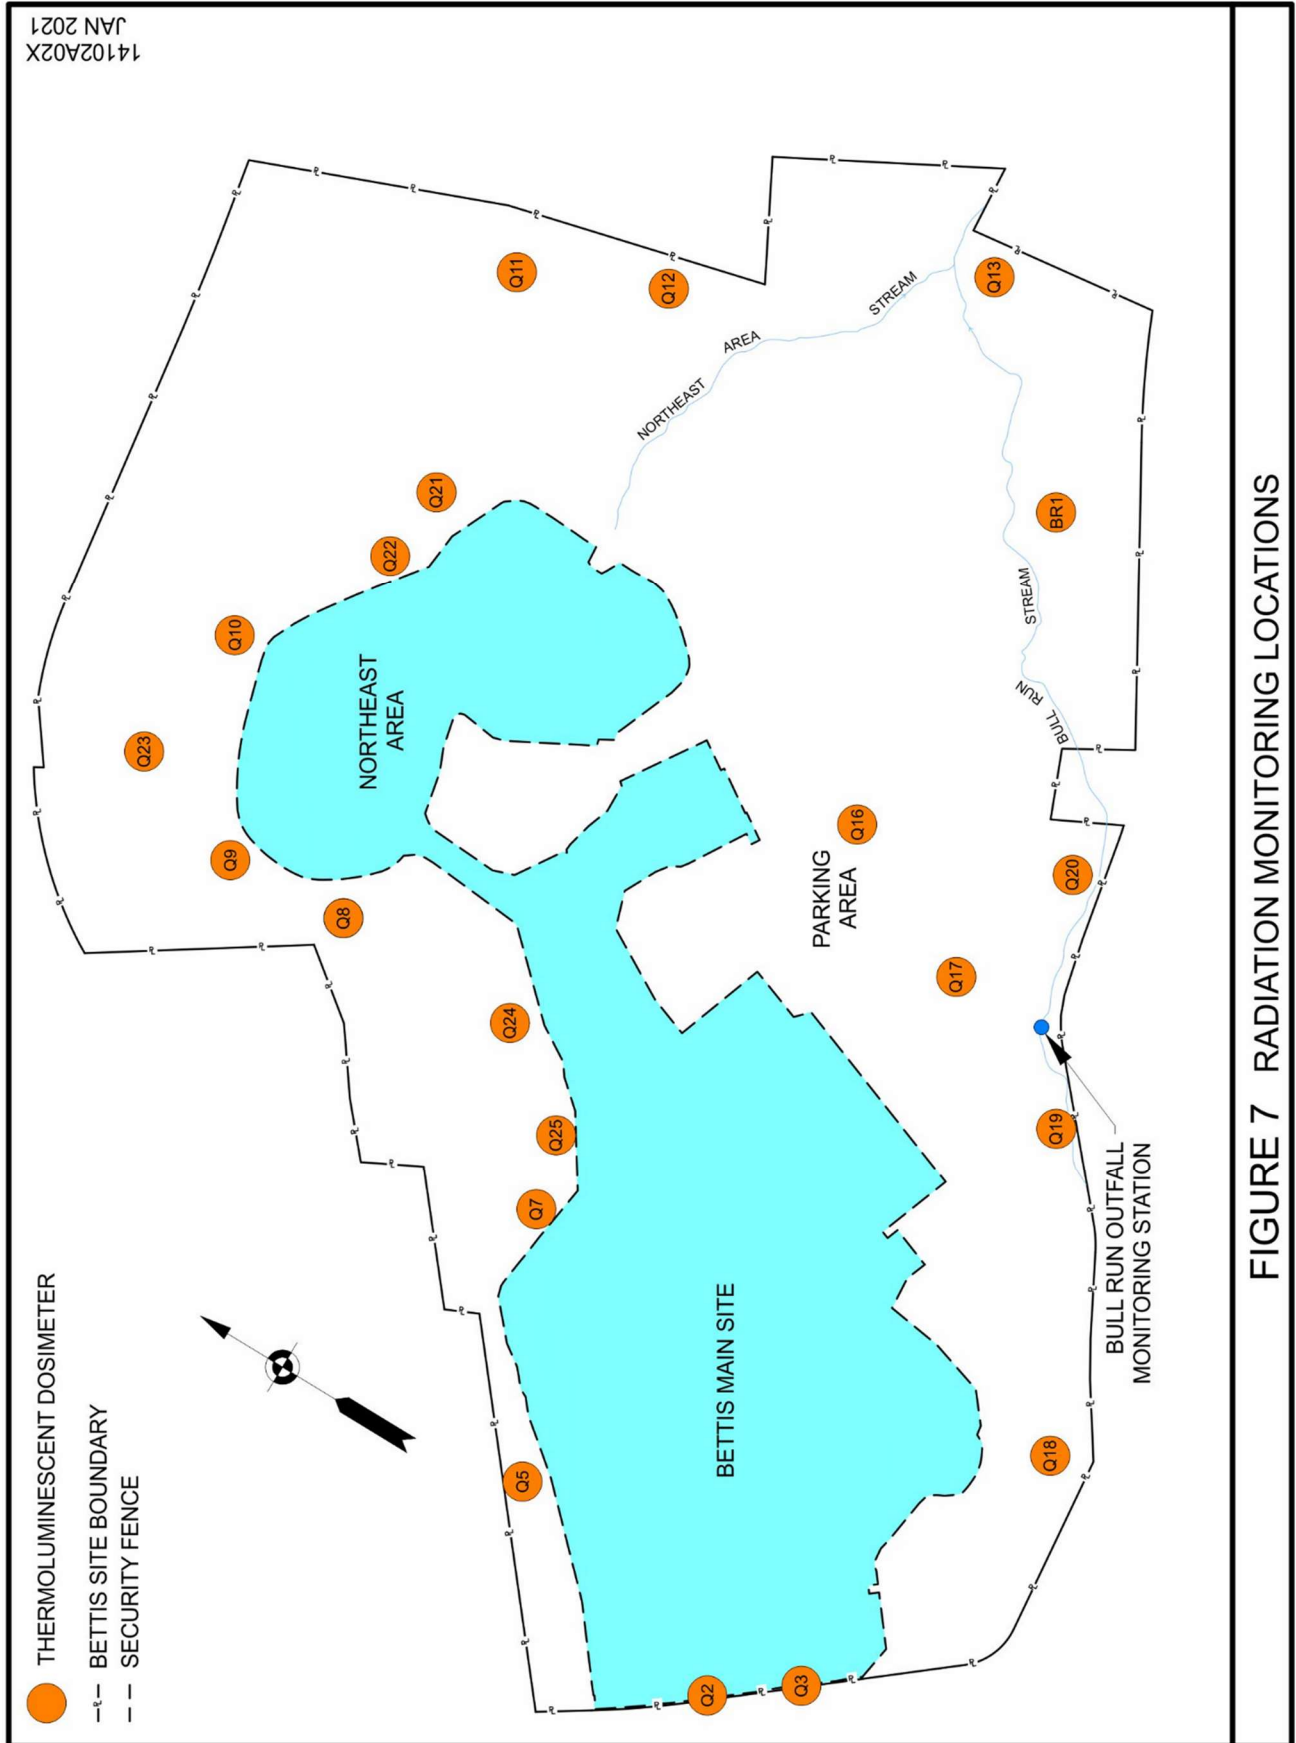 14102A02X
JAN 2021
THERMOLUMINESCENT DOSIMETER
BETTIS SITE BOUNDARY
SECURITY FENCE
Q23
Q10
Q9
Q22
Q21
Q8
Q11
Q12
NORTHEAST
AREA
NORTHEAST AREA STREAM
Q13
Q24
Q25
Q7
Q5
PARKING
AREA
Q16
Q17
BR1
BULL RUN STREAM
Q20
Q19
BETTIS MAIN SITE
Q2
Q3
Q18
BULL RUN OUTFALL
MONITORING STATION
FIGURE 7 RADIATION MONITORING LOCATIONS